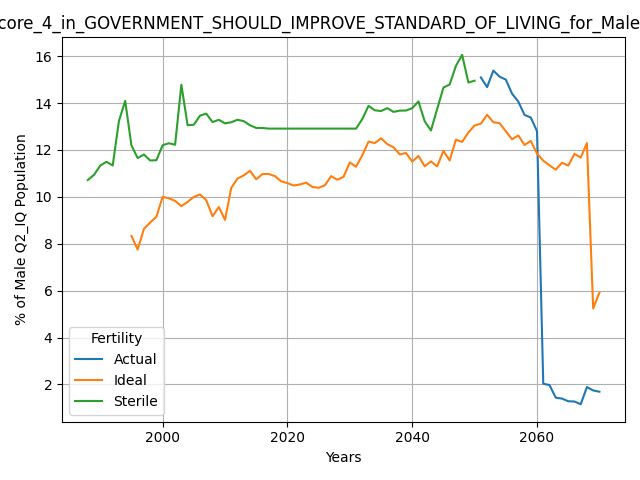 core_4_in_GOVERNMENT_SHOULD_IMPROVE_STANDARD_OF_LIVING_for_Male
% of Male Q2_IQ Population
16
14
12
10
8
6
4
2
Fertility
Actual
Ideal
Sterile
2000
2020
2040
2060
Years